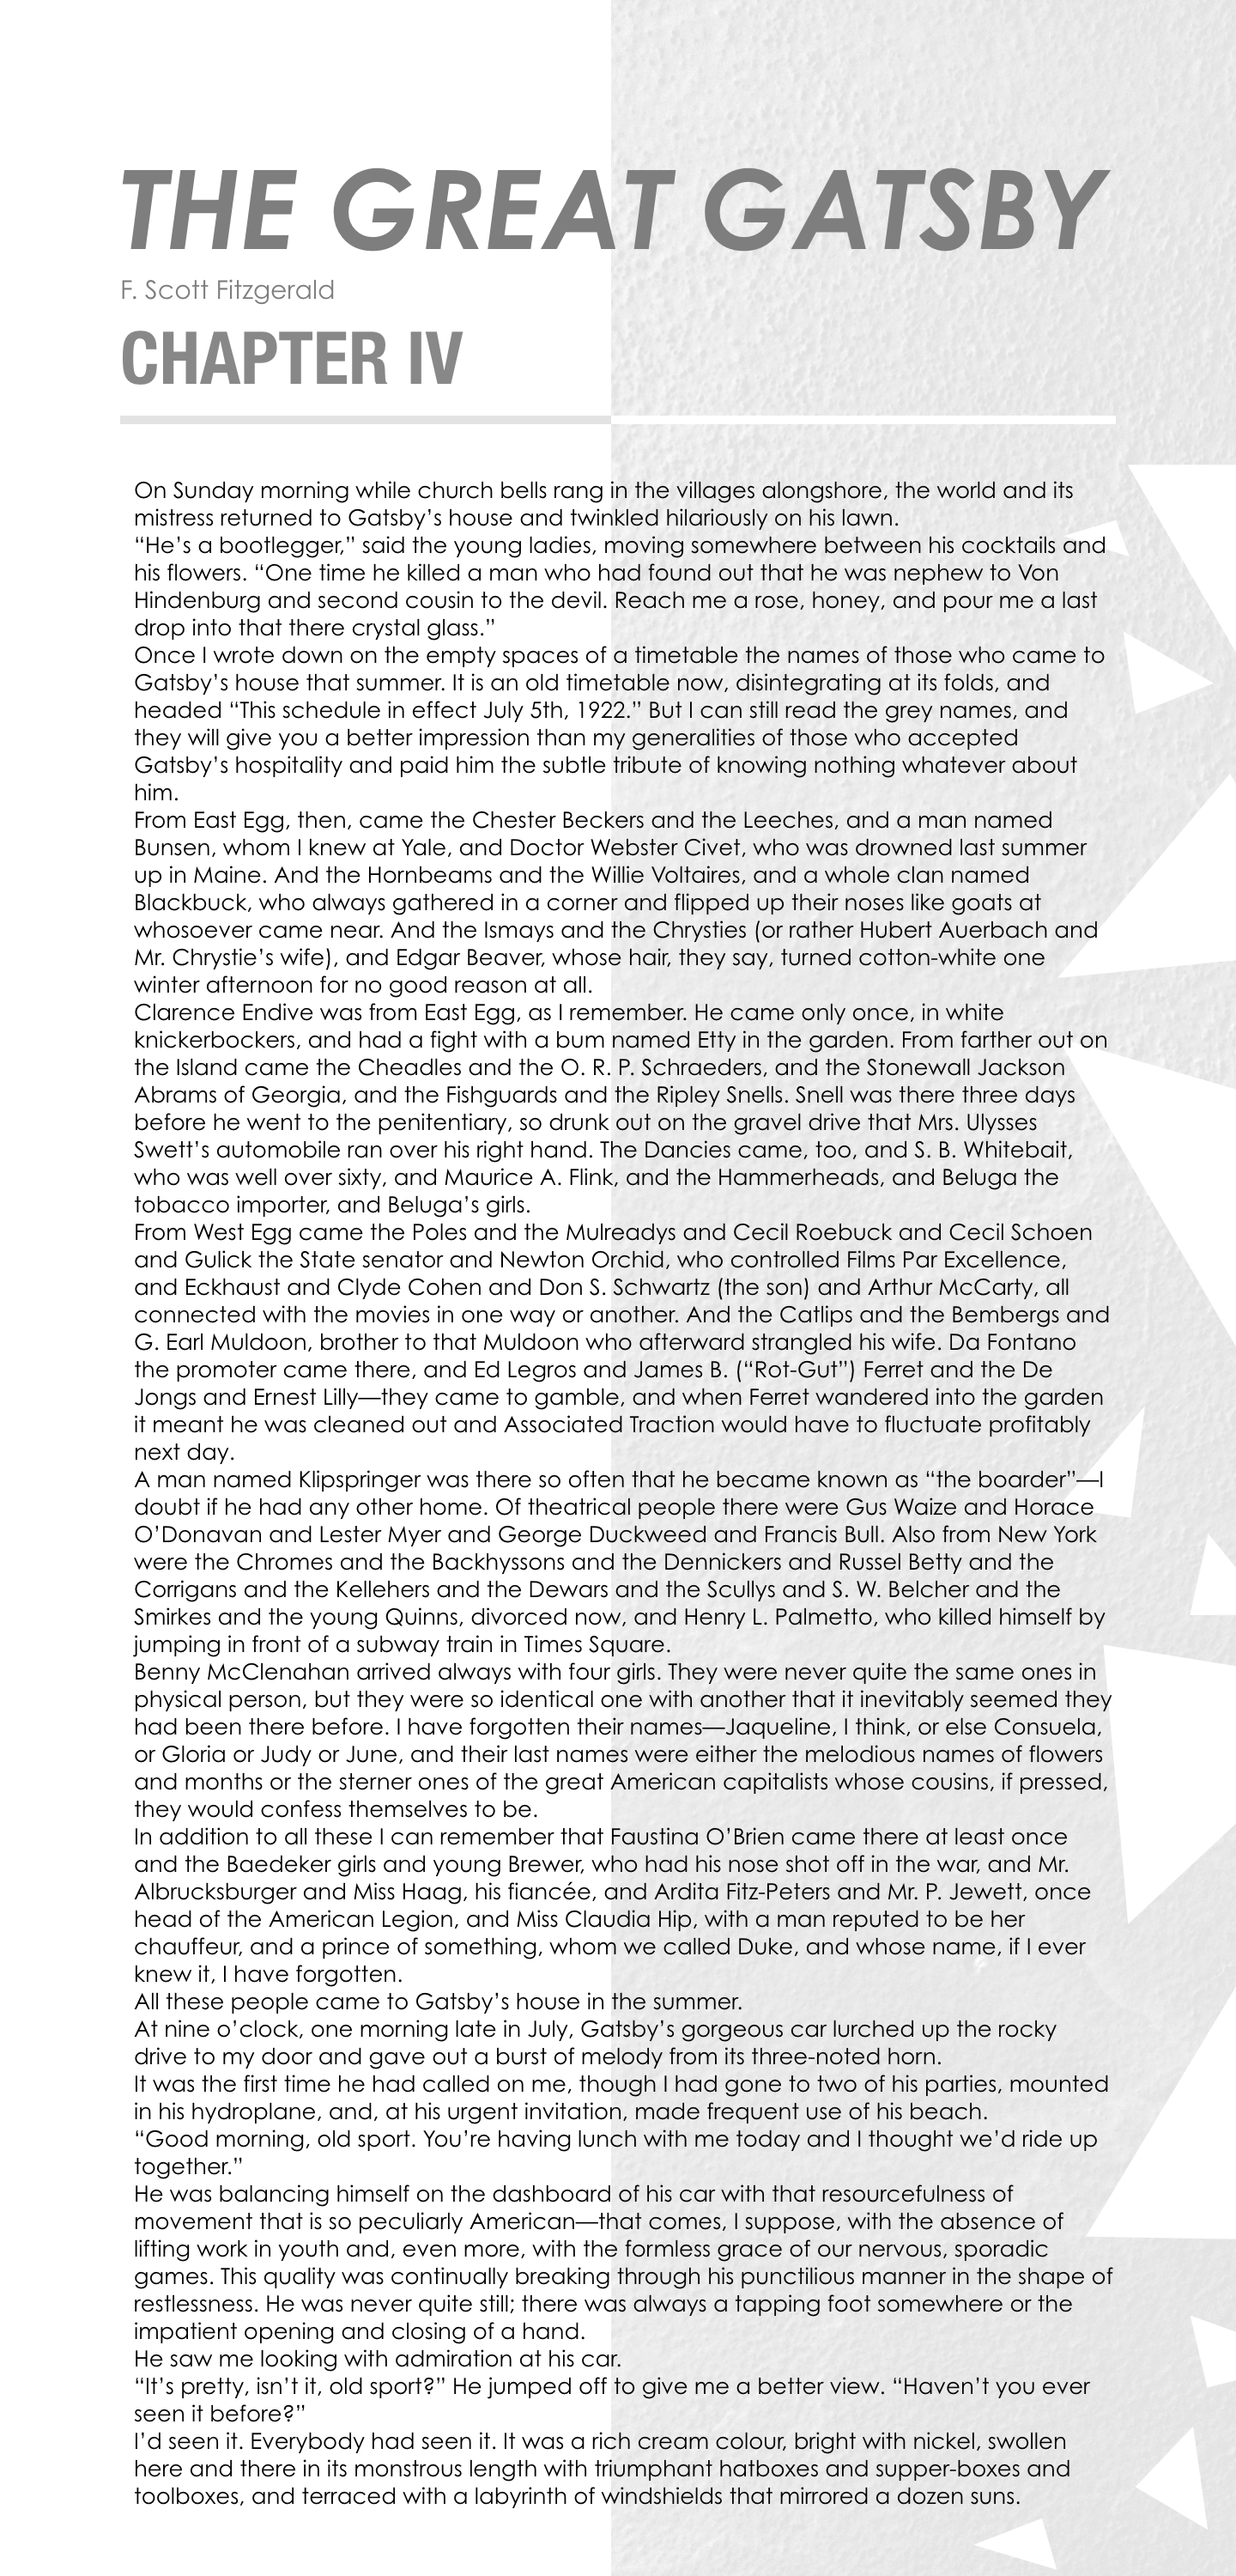 THE GREAT GATSBY
F. Scott Fitzgerald
CHAPTER IV
On Sunday morning while church bells rang in the villages alongshore, the world and its
mistress returned to Gatsby’s house and twinkled hilariously on his lawn.
“He’s a bootlegger,” said the young ladies, moving somewhere between his cocktails and
his flowers. “One time he killed a man who had found out that he was nephew to Von
Hindenburg and second cousin to the devil. Reach me a rose, honey, and pour me a last
drop into that there crystal glass.”
Once I wrote down on the empty spaces of a timetable the names of those who came to
Gatsby’s house that summer. It is an old timetable now, disintegrating at its folds, and
headed “This schedule in effect July 5th, 1922.” But I can still read the grey names, and
they will give you a better impression than my generalities of those who accepted
Gatsby’s hospitality and paid him the subtle tribute of knowing nothing whatever about
him.
From East Egg, then, came the Chester Beckers and the Leeches, and a man named
Bunsen, whom I knew at Yale, and Doctor Webster Civet, who was drowned last summer
up in Maine. And the Hornbeams and the Willie Voltaires, and a whole clan named
Blackbuck, who always gathered in a corner and flipped up their noses like goats at
whosoever came near. And the Ismays and the Chrysties (or rather Hubert Auerbach and
Mr. Chrystie’s wife), and Edgar Beaver, whose hair, they say, turned cotton-white one
winter afternoon for no good reason at all.
Clarence Endive was from East Egg, as I remember. He came only once, in white
knickerbockers, and had a fight with a bum named Etty in the garden. From farther out on
the Island came the Cheadles and the O. R. P. Schraeders, and the Stonewall Jackson
Abrams of Georgia, and the Fishguards and the Ripley Snells. Snell was there three days
before he went to the penitentiary, so drunk out on the gravel drive that Mrs. Ulysses
Swett’s automobile ran over his right hand. The Dancies came, too, and S. B. Whitebait,
who was well over sixty, and Maurice A. Flink, and the Hammerheads, and Beluga the
tobacco importer, and Beluga’s girls.
From West Egg came the Poles and the Mulreadys and Cecil Roebuck and Cecil Schoen
and Gulick the State senator and Newton Orchid, who controlled Films Par Excellence,
and Eckhaust and Clyde Cohen and Don S. Schwartz (the son) and Arthur McCarty, all
connected with the movies in one way or another. And the Catlips and the Bembergs and
G. Earl Muldoon, brother to that Muldoon who afterward strangled his wife. Da Fontano
the promoter came there, and Ed Legros and James B. (“Rot-Gut”) Ferret and the De
Jongs and Ernest Lilly—they came to gamble, and when Ferret wandered into the garden
it meant he was cleaned out and Associated Traction would have to fluctuate profitably
next day.
A man named Klipspringer was there so often that he became known as “the boarder”—I
doubt if he had any other home. Of theatrical people there were Gus Waize and Horace
O’Donavan and Lester Myer and George Duckweed and Francis Bull. Also from New York
were the Chromes and the Backhyssons and the Dennickers and Russel Betty and the
Corrigans and the Kellehers and the Dewars and the Scullys and S. W. Belcher and the
Smirkes and the young Quinns, divorced now, and Henry L. Palmetto, who killed himself by
jumping in front of a subway train in Times Square.
Benny McClenahan arrived always with four girls. They were never quite the same ones in
physical person, but they were so identical one with another that it inevitably seemed they
had been there before. I have forgotten their names—Jaqueline, I think, or else Consuela,
or Gloria or Judy or June, and their last names were either the melodious names of flowers
and months or the sterner ones of the great American capitalists whose cousins, if pressed,
they would confess themselves to be.
In addition to all these I can remember that Faustina O’Brien came there at least once
and the Baedeker girls and young Brewer, who had his nose shot off in the war, and Mr.
Albrucksburger and Miss Haag, his fiancée, and Ardita Fitz-Peters and Mr. P. Jewett, once
head of the American Legion, and Miss Claudia Hip, with a man reputed to be her
chauffeur, and a prince of something, whom we called Duke, and whose name, if I ever
knew it, I have forgotten.
All these people came to Gatsby’s house in the summer.
At nine o’clock, one morning late in July, Gatsby’s gorgeous car lurched up the rocky
drive to my door and gave out a burst of melody from its three-noted horn.
It was the first time he had called on me, though I had gone to two of his parties, mounted
in his hydroplane, and, at his urgent invitation, made frequent use of his beach.
“Good morning, old sport. You’re having lunch with me today and I thought we’d ride up
together.”
He was balancing himself on the dashboard of his car with that resourcefulness of
movement that is so peculiarly American—that comes, I suppose, with the absence of
lifting work in youth and, even more, with the formless grace of our nervous, sporadic
games. This quality was continually breaking through his punctilious manner in the shape of
restlessness. He was never quite still; there was always a tapping foot somewhere or the
impatient opening and closing of a hand.
He saw me looking with admiration at his car.
“It’s pretty, isn’t it, old sport?” He jumped off to give me a better view. “Haven’t you ever
seen it before?”
I’d seen it. Everybody had seen it. It was a rich cream colour, bright with nickel, swollen
here and there in its monstrous length with triumphant hatboxes and supper-boxes and
toolboxes, and terraced with a labyrinth of windshields that mirrored a dozen suns.